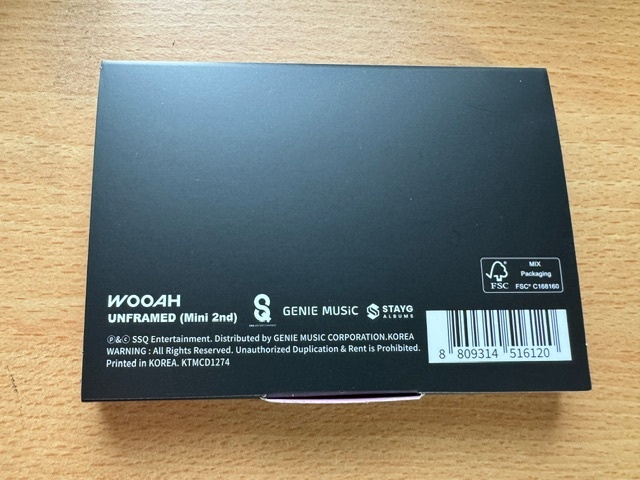 MIX
Packaging
FSC
FSC® C168160
WOOAH
UNFRAMED (Mini 2nd)
GENIE MUSIC
STAYG
ALBUMS
Ⓟ&© SSQ Entertainment. Distributed by GENIE MUSIC CORPORATION.KOREA
WARNING : All Rights Reserved. Unauthorized Duplication & Rent is Prohibited.
Printed in KOREA. KTMCD1274
8 809314 516120